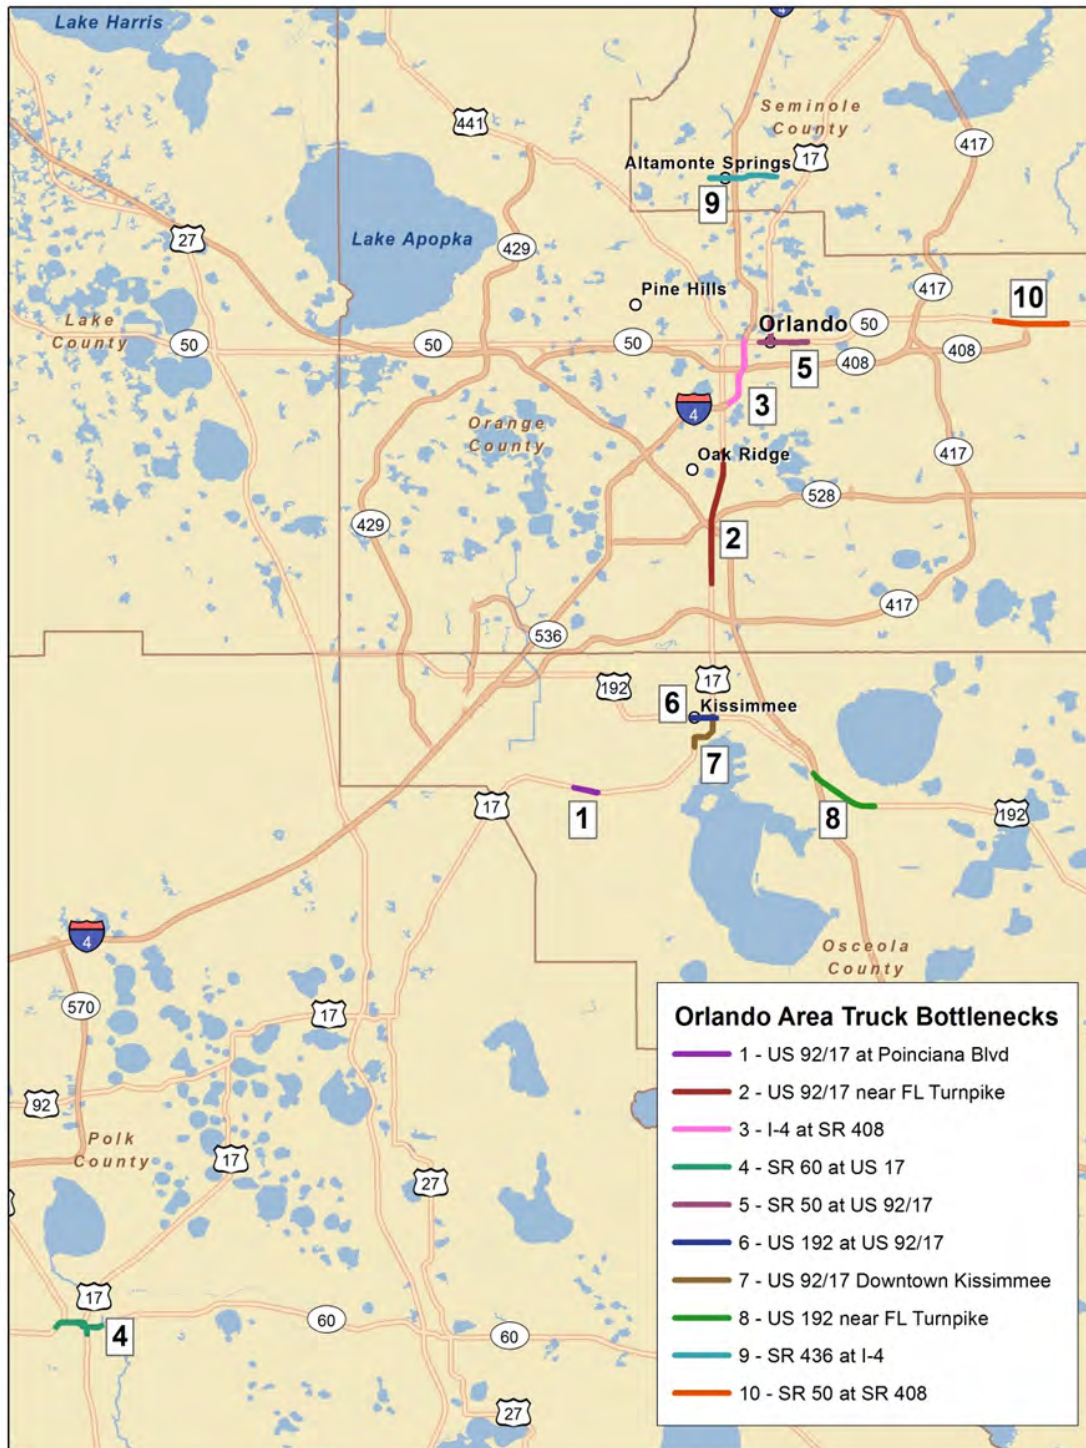 4
Lake Harris
441
Seminole
County
417
17
Altamonte Springs
9
27
Lake Apopka
429
417
Pine Hills
10
Lake
County
50
50
50
Orlando
50
5
408
408
4
3
Orange
County
Oak Ridge
417
528
429
2
417
536
192
17
6
Kissimmee
7
17
1
8
192
4
Osceola
County
570
17
92
Polk
County
17
27
17
4
60
60
27
Orlando Area Truck Bottlenecks
1 - US 92/17 at Poinciana Blvd
2 - US 92/17 near FL Turnpike
3 - I-4 at SR 408
4 - SR 60 at US 17
5 - SR 50 at US 92/17
6 - US 192 at US 92/17
7 - US 92/17 Downtown Kissimmee
8 - US 192 near FL Turnpike
9 - SR 436 at I-4
10 - SR 50 at SR 408